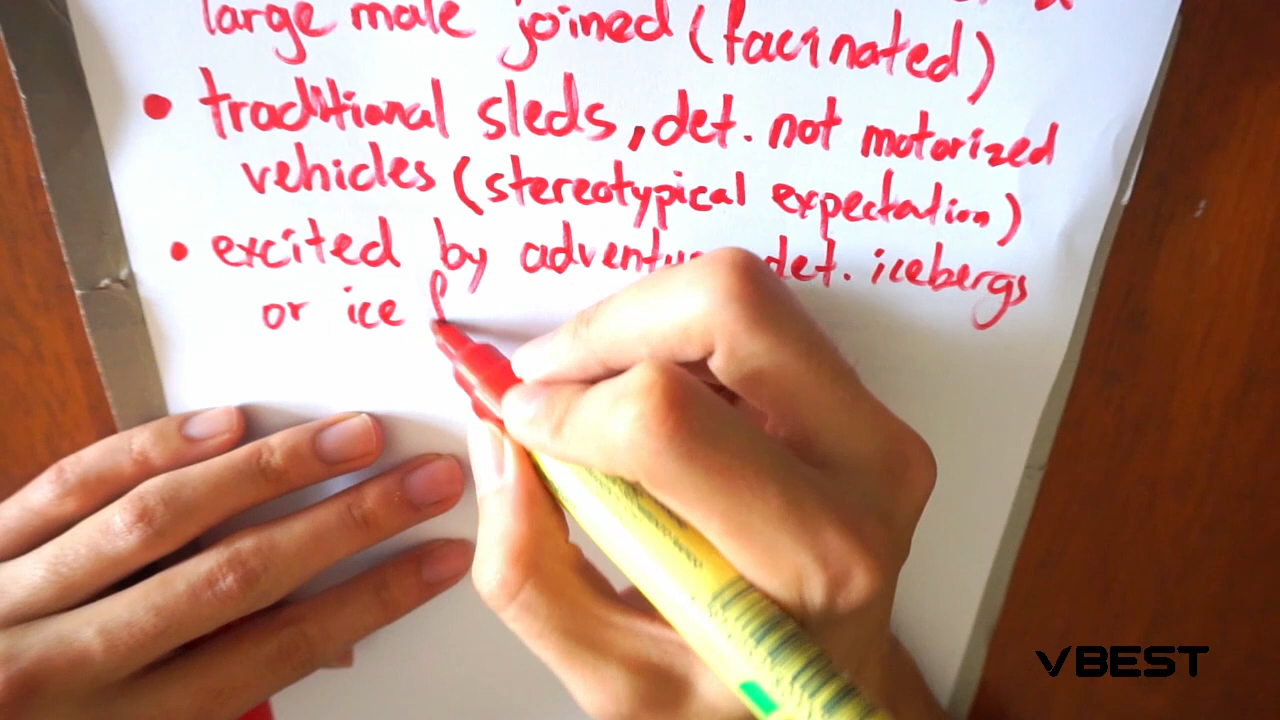 large male joined (facinated)
• traditional sleds, det. not motorized
vehicles (stereotypical expectation)
• excited by det. icebergs
or ice
VBEST